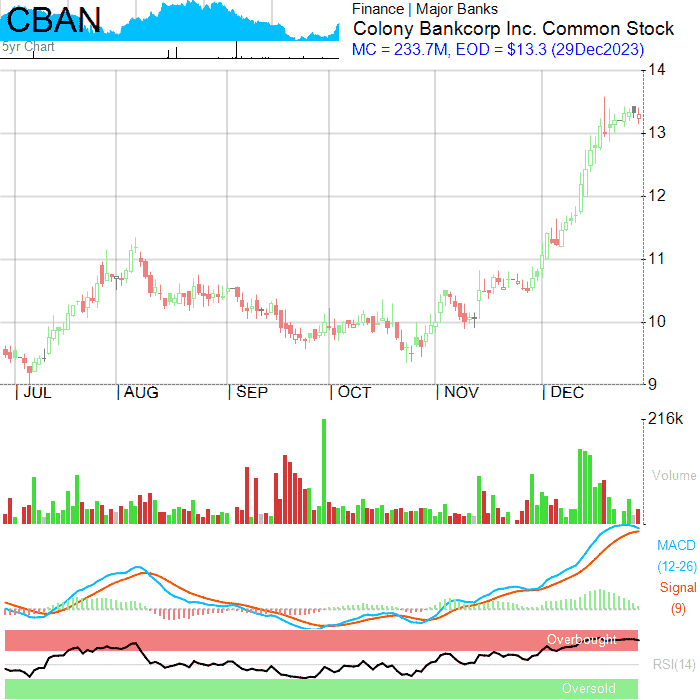 CBAN
5yr Chart
Finance | Major Banks
Colony Bankcorp Inc. Common Stock
MC = 233.7M, EOD = $13.3 (29Dec2023)
14
13
12
11
10
9
JUL AUG SEP OCT NOV DEC
216k
Volume
MACD
(12-26)
Signal
(9)
Overbought
RSI(14)
Oversold